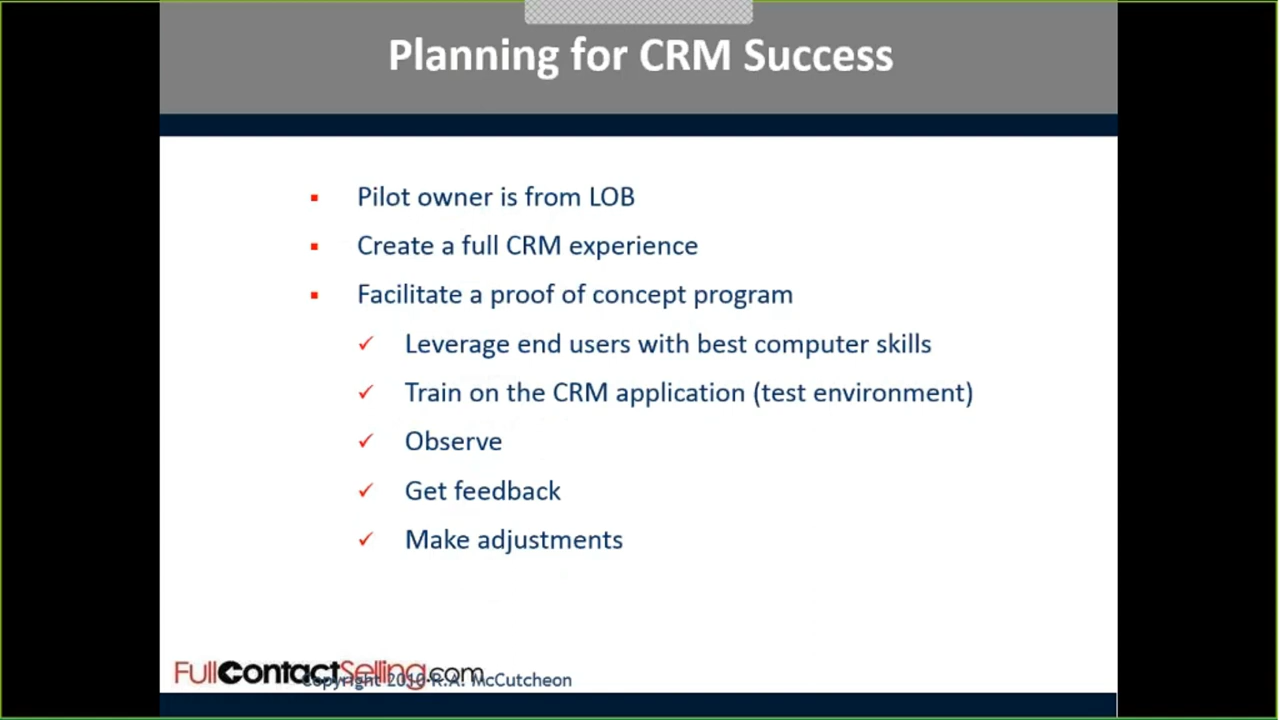 Planning for CRM Success
Pilot owner is from LOB
Create a full CRM experience
Facilitate a proof of concept program
Leverage end users with best computer skills
Train on the CRM application (test environment)
Observe
Get feedback
Make adjustments
FullContactSelling.com
Copyright 2010 R.A. McCutcheon